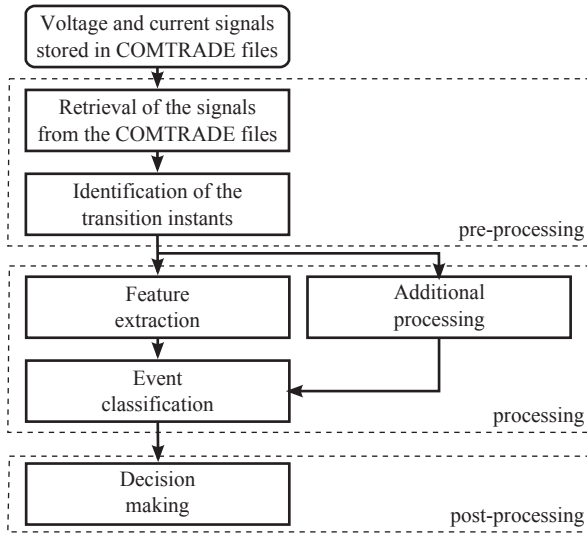 Voltage and current signals
stored in COMTRADE files
Retrieval of the signals
from the COMTRADE files
Identification of the
transition instants
pre-processing
Feature
extraction
Additional
processing
Event
classification
processing
Decision
making
post-processing